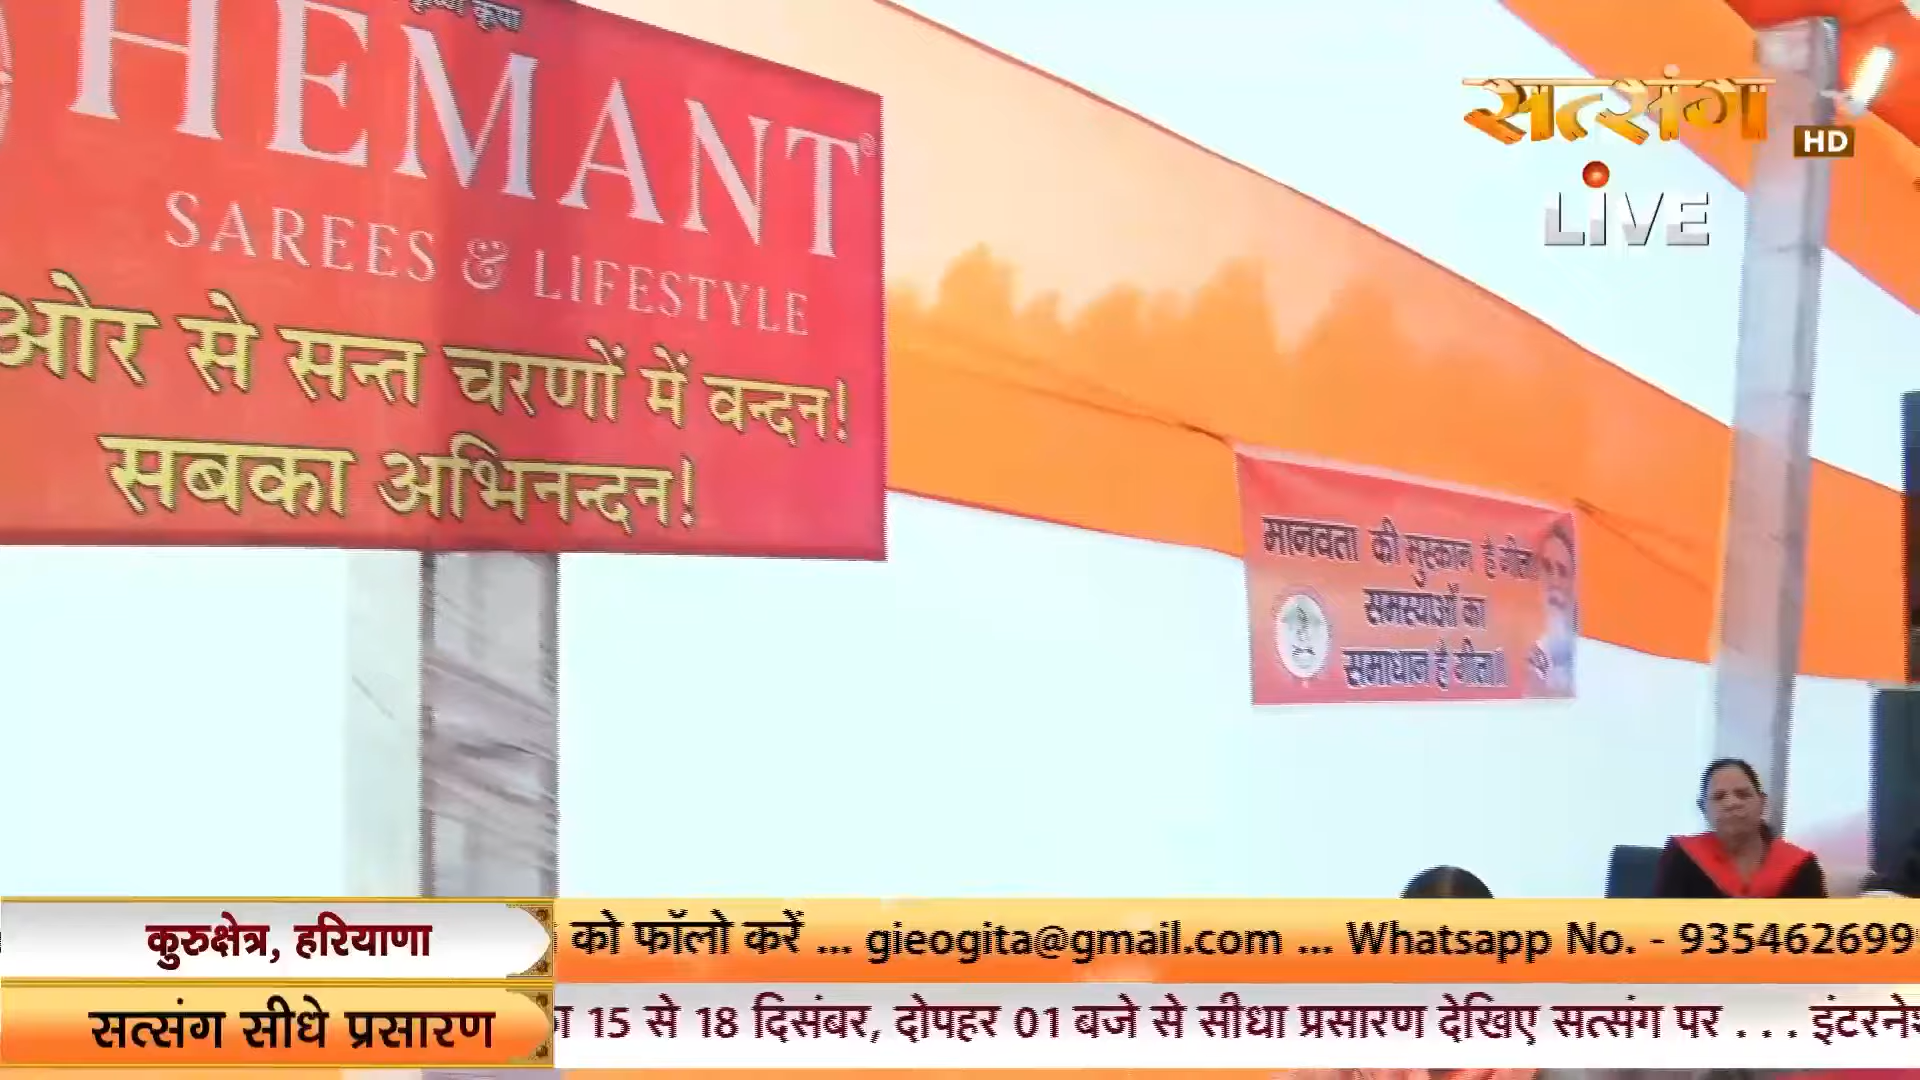 कृपा
HEMANT®
SAREES & LIFESTYLE
ओर से सन्त चरणों में वन्दन!
सबका अभिनन्दन!
सत्संग
HD
LIVE
मानवता की मुस्कान है गीता
समस्याओं का
समाधान है गीता।
कुरुक्षेत्र, हरियाणा
को फॉलो करें ... gieogita@gmail.com ... Whatsapp No. - 935462699
सत्संग सीधे प्रसारण
15 से 18 दिसंबर, दोपहर 01 बजे से सीधा प्रसारण देखिए सत्संग पर . . .